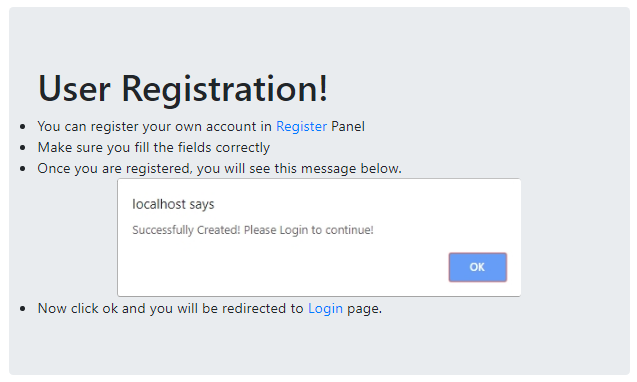 User Registration!
You can register your own account in Register Panel
Make sure you fill the fields correctly
Once you are registered, you will see this message below.
localhost says
Successfully Created! Please Login to continue!
OK
Now click ok and you will be redirected to Login page.